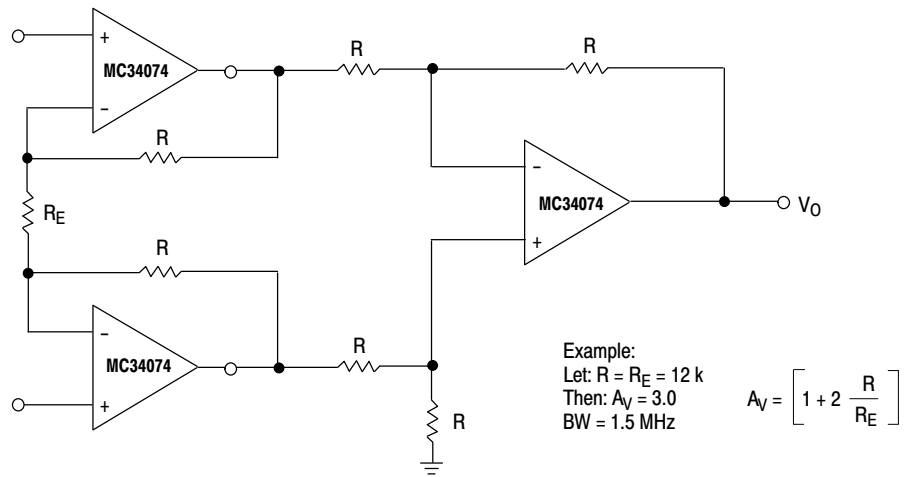 +
MC34074
−
R
R
R
R_E
R
−
MC34074
+
R
R
−
MC34074
+
V_O
Example:
Let: R = R_E = 12 k
Then: A_V = 3.0
BW = 1.5 MHz
A_V = [1 + 2 R/R_E]